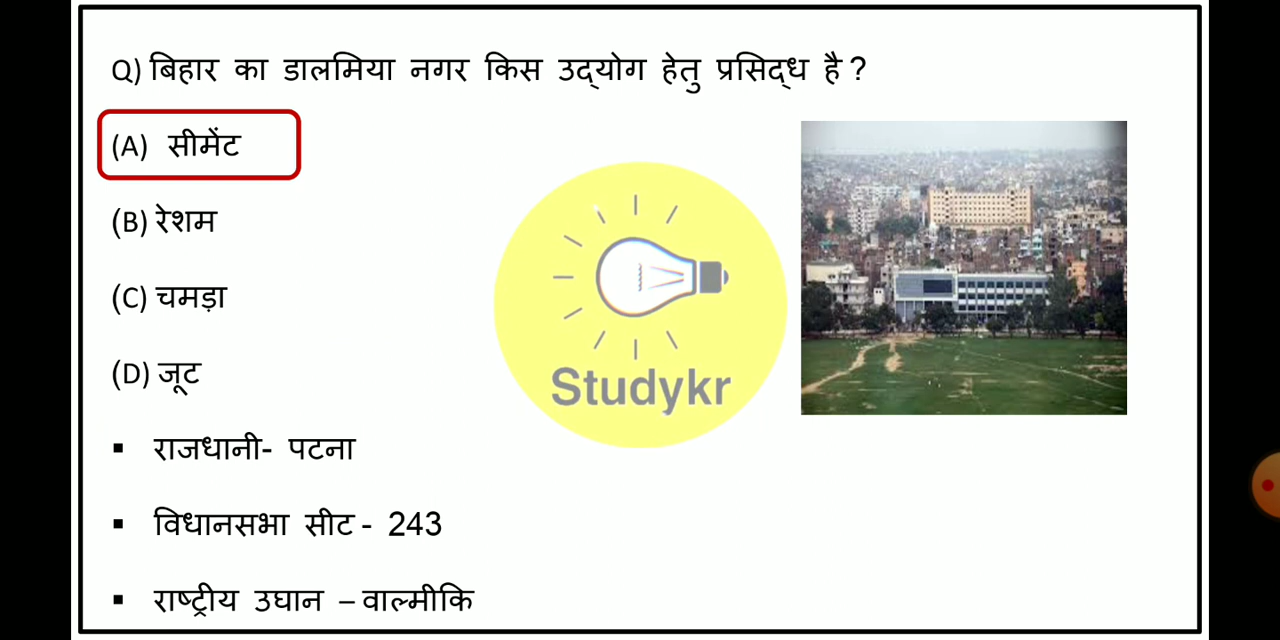 Q) बिहार का डालमिया नगर किस उद्‌योग हेतु प्रसिद्‌ध है ?
(A) सीमेंट
(B) रेशम
(C) चमड़ा
(D) जूट
Studykr
▪ राजधानी- पटना
▪ विधानसभा सीट - 243
▪ राष्ट्रीय उघान – वाल्मीकि